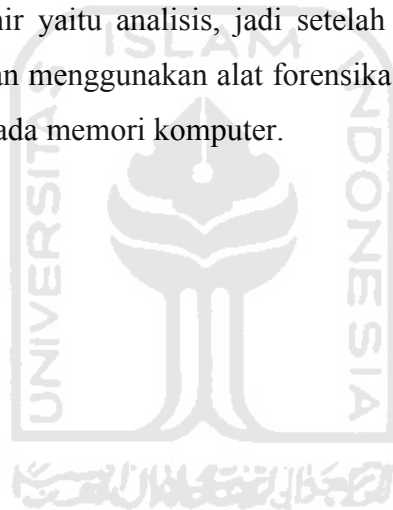 ir yaitu analisis, jadi setelah
an menggunakan alat forensika
ada memori komputer.
ISLAM
UNIVERSITAS
INDONESIA